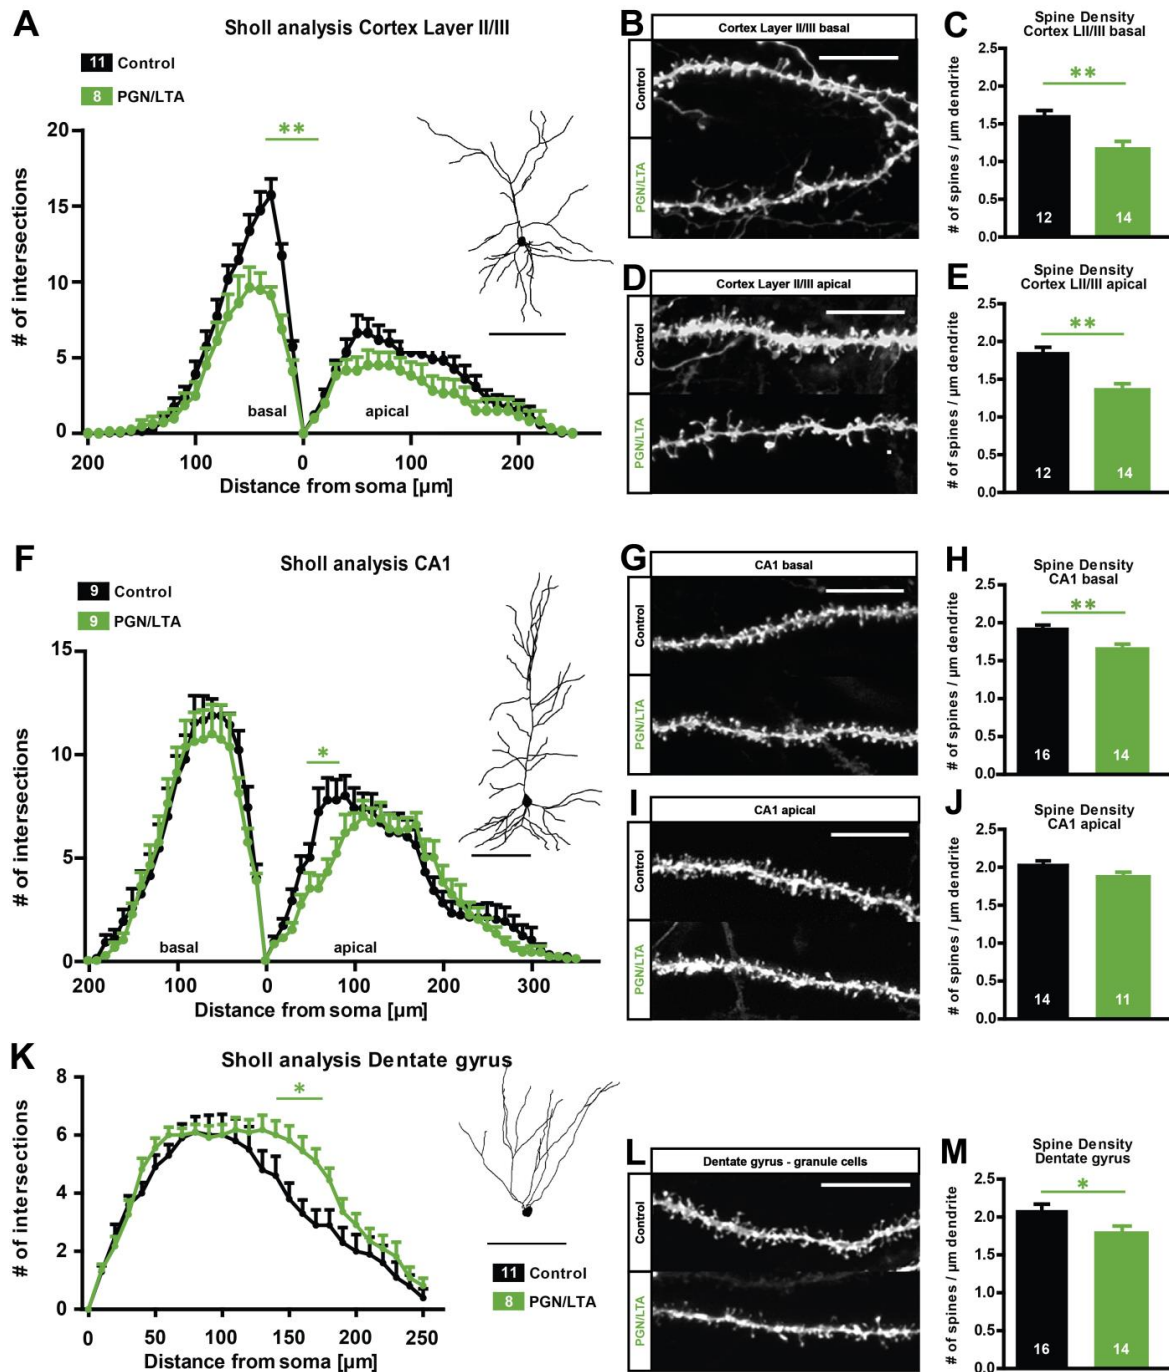 A
Sholl analysis Cortex Layer II/III
11 Control
8 PGN/LTA
**
20
15
10
5
0
# of intersections
basal
apical
200
100
0
100
200
Distance from soma [µm]
B
Cortex Layer II/III basal
Control
PGN/LTA
C
Spine Density
Cortex LII/III basal
2.5
2.0
1.5
1.0
0.5
0.0
# of spines / µm dendrite
**
12
14
D
Cortex Layer II/III apical
Control
PGN/LTA
E
Spine Density
Cortex LII/III apical
2.5
2.0
1.5
1.0
0.5
0.0
# of spines / µm dendrite
**
12
14
F
Sholl analysis CA1
9 Control
9 PGN/LTA
15
10
5
0
# of intersections
*
basal
apical
200
100
0
100
200
300
Distance from soma [µm]
G
CA1 basal
Control
PGN/LTA
H
Spine Density
CA1 basal
2.5
2.0
1.5
1.0
0.5
0.0
# of spines / µm dendrite
**
16
14
I
CA1 apical
Control
PGN/LTA
J
Spine Density
CA1 apical
2.5
2.0
1.5
1.0
0.5
0.0
# of spines / µm dendrite
14
11
K
Sholl analysis Dentate gyrus
8
6
4
2
0
# of intersections
*
11 Control
8 PGN/LTA
0
50
100
150
200
250
Distance from soma [µm]
L
Dentate gyrus - granule cells
Control
PGN/LTA
M
Spine Density
Dentate gyrus
2.5
2.0
1.5
1.0
0.5
0.0
# of spines / µm dendrite
*
16
14